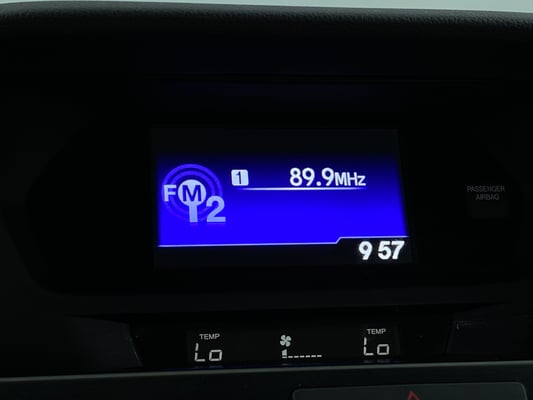 1 89.9MHz
FM2
9 57
PASSENGER
AIRBAG
TEMP TEMP
Lo Lo